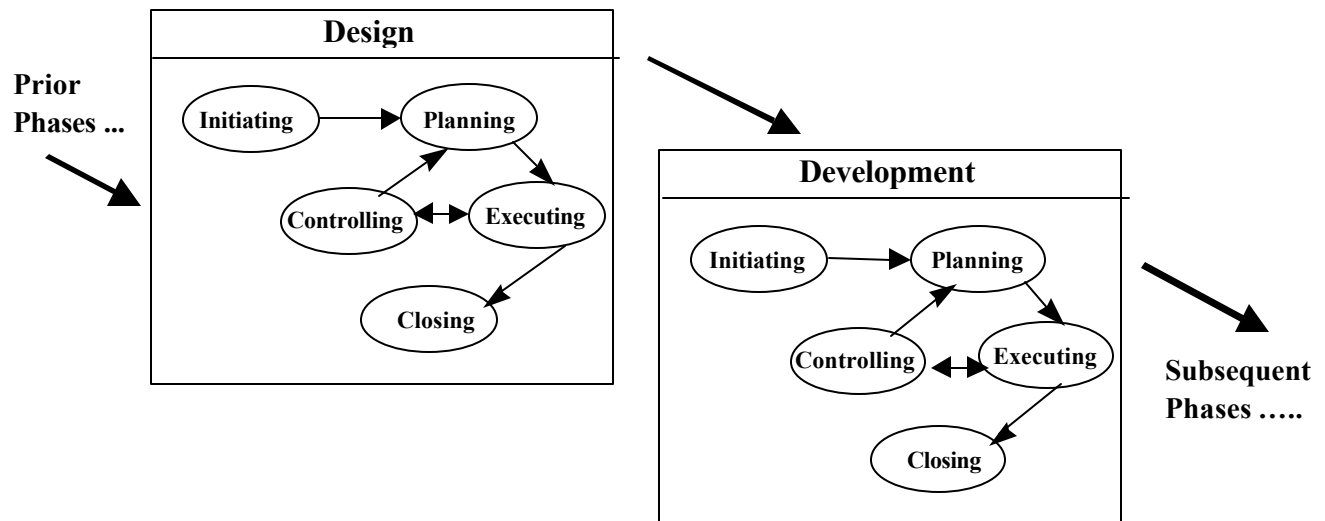 Design
Prior
Phases ...
Initiating
Planning
Controlling
Executing
Closing
Development
Initiating
Planning
Controlling
Executing
Closing
Subsequent
Phases …..